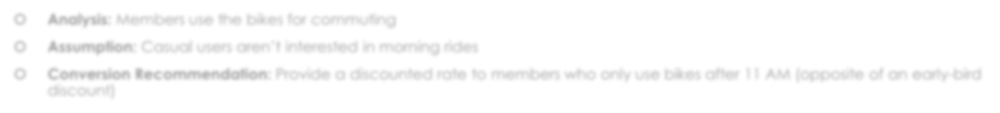 ○ Analysis: Members use the bikes for commuting
○ Assumption: Casual users aren't interested in morning rides
○ Conversion Recommendation: Provide a discounted rate to members who only use bikes after 11 AM (opposite of an early-bird
discount)